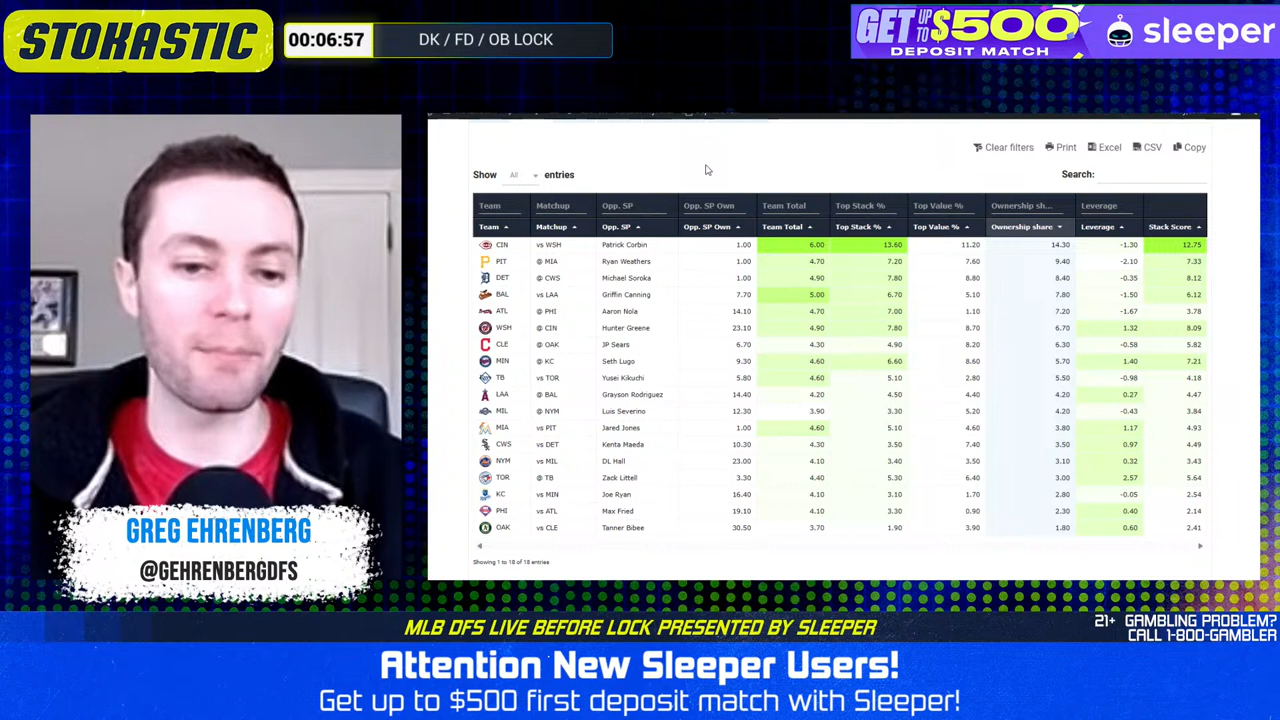 STOKASTIC
00:06:57
DK / FD / OB LOCK
GET UP TO $500
DEPOSIT MATCH
sleeper
Clear filters Print Excel CSV Copy
Show All entries
Search:
Team Matchup Opp. SP Opp. SP Own Team Total Top Stack % Top Value % Ownership sh... Leverage
Team Matchup Opp. SP Opp. SP Own Team Total Top Stack % Top Value % Ownership share Leverage Stack Score
CIN vs WSH Patrick Corbin 1.00 6.00 13.60 11.20 14.30 -1.30 12.75
PIT @ MIA Ryan Weathers 1.00 4.70 7.20 7.60 9.40 -2.10 7.33
DET @ CWS Michael Soroka 1.00 4.90 7.80 8.80 8.40 -0.35 8.12
BAL vs LAA Griffin Canning 7.70 5.00 6.70 5.10 7.80 -1.50 6.12
ATL @ PHI Aaron Nola 14.10 4.70 7.00 1.10 7.20 -1.67 3.78
WSH @ CIN Hunter Greene 23.10 4.90 7.80 8.70 6.70 1.32 8.09
CLE @ OAK JP Sears 1.00 4.30 4.90 8.20 6.30 -0.58 5.82
MIN @ KC Seth Lugo 9.30 4.60 6.60 8.60 5.70 1.40 7.21
TB vs TOR Yusei Kikuchi 5.80 4.60 5.10 2.80 5.50 -0.98 4.18
LAA @ BAL Grayson Rodriguez 14.40 4.20 4.50 4.40 4.20 0.27 4.47
MIL @ NYM Luis Severino 12.30 3.90 3.30 5.20 4.20 -0.43 3.84
MIA vs PIT Jared Jones 1.00 4.60 5.10 4.60 3.80 1.17 4.93
CWS vs DET Kenta Maeda 10.30 4.30 3.50 7.40 3.50 0.97 4.49
NYM vs MIL DL Hall 23.00 4.10 3.40 3.50 3.10 0.32 3.43
TOR @ TB Zack Littell 3.30 4.40 5.30 6.40 3.00 2.57 5.64
KC vs MIN Joe Ryan 16.40 4.10 3.10 1.70 2.80 -0.05 2.54
PHI vs ATL Max Fried 19.10 4.10 3.30 0.90 2.30 0.40 2.14
OAK vs CLE Tanner Bibee 30.50 3.70 1.90 3.90 1.80 0.60 2.41
Showing 1 to 18 of 18 entries
GREG EHRENBERG
@GEHRENBERGDFS
MLB DFS LIVE BEFORE LOCK PRESENTED BY SLEEPER
21+ GAMBLING PROBLEM?
CALL 1-800-GAMBLER
Attention New Sleeper Users!
Get up to $500 first deposit match with Sleeper!